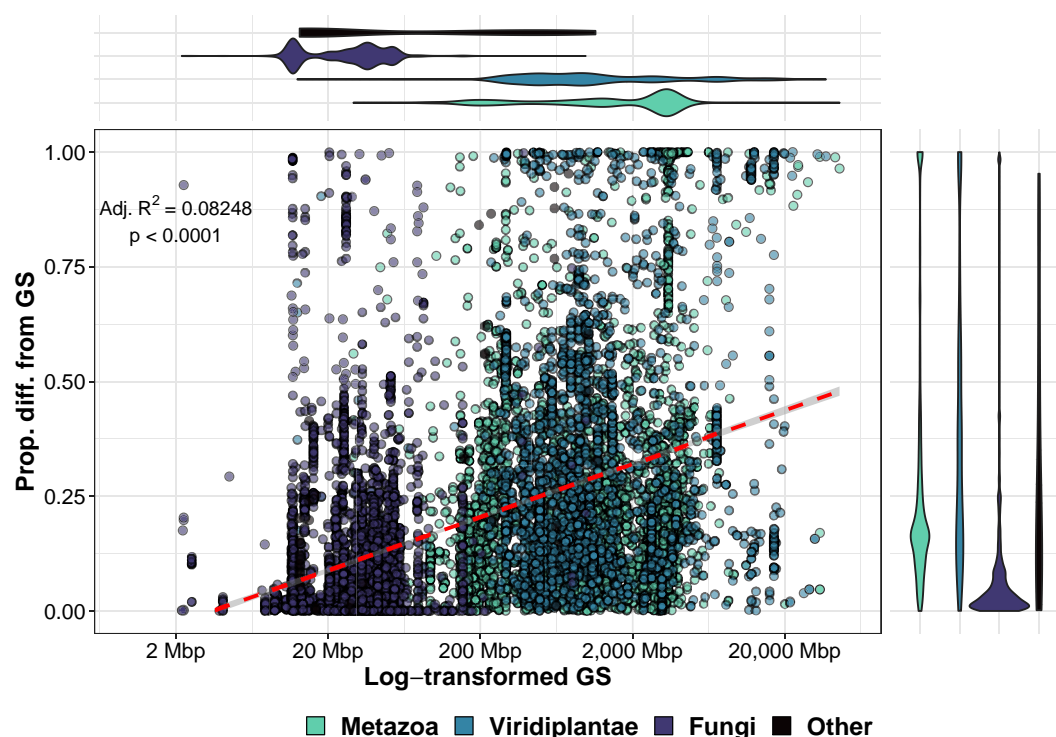 1.00
Adj. R² = 0.08248
p < 0.0001
0.75
0.50
0.25
0.00
Prop. diff. from GS
2 Mbp 20 Mbp 200 Mbp 2,000 Mbp 20,000 Mbp
Log−transformed GS
Metazoa Viridiplantae Fungi Other